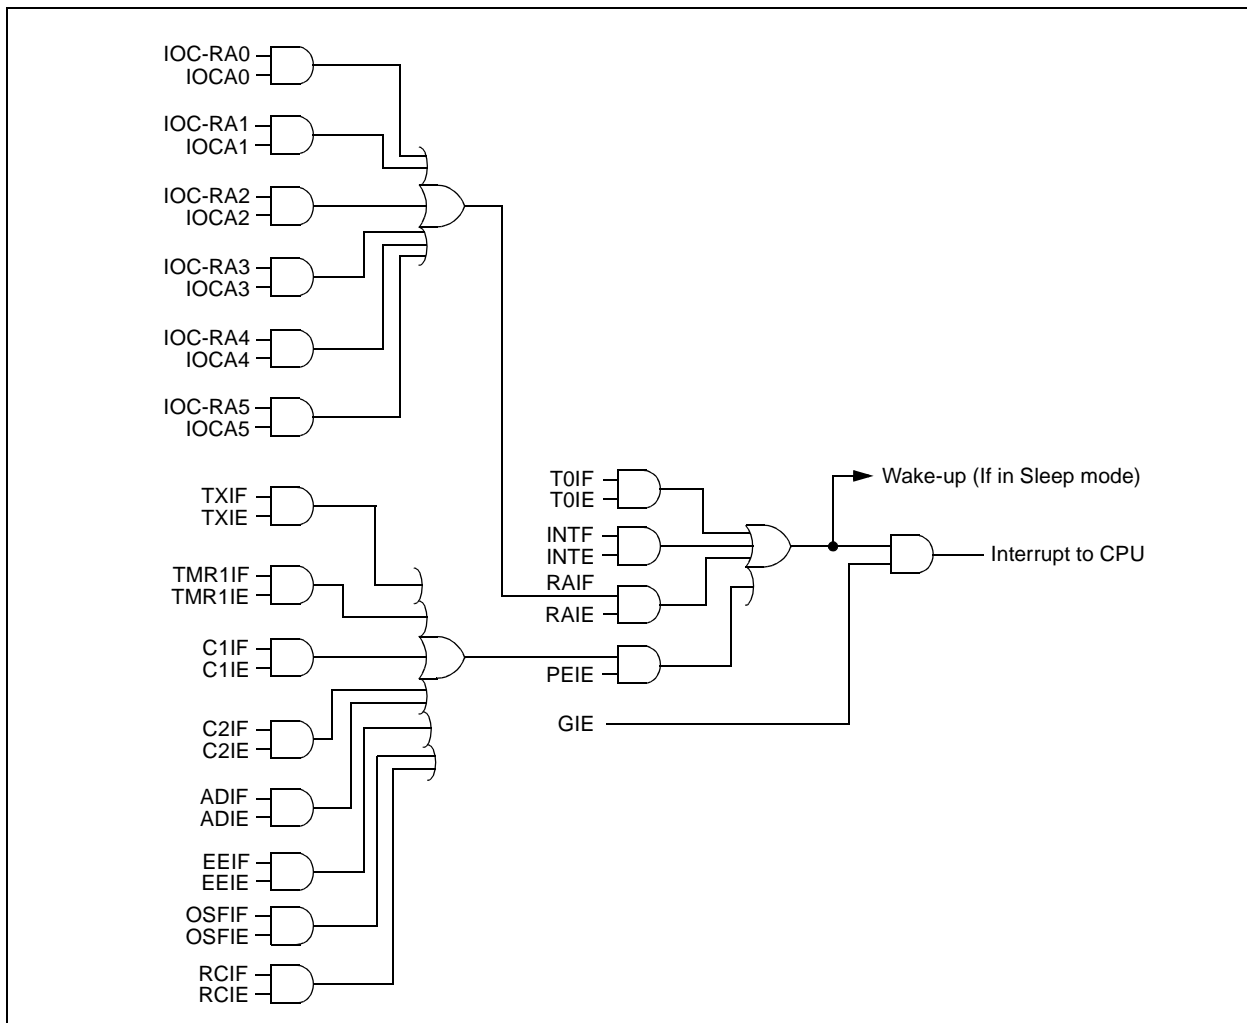 IOC-RA0
IOCA0
IOC-RA1
IOCA1
IOC-RA2
IOCA2
IOC-RA3
IOCA3
IOC-RA4
IOCA4
IOC-RA5
IOCA5
TXIF
TXIE
TMR1IF
TMR1IE
C1IF
C1IE
C2IF
C2IE
ADIF
ADIE
EEIF
EEIE
OSFIF
OSFIE
RCIF
RCIE
T0IF
T0IE
INTF
INTE
RAIF
RAIE
PEIE
GIE
Wake-up (If in Sleep mode)
Interrupt to CPU